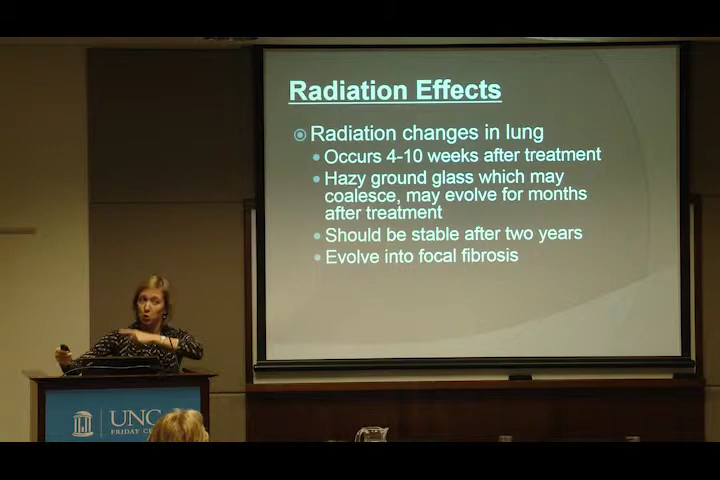 Radiation Effects
Radiation changes in lung
Occurs 4-10 weeks after treatment
Hazy ground glass which may
coalesce, may evolve for months
after treatment
Should be stable after two years
Evolve into focal fibrosis
UNC
FRIDAY